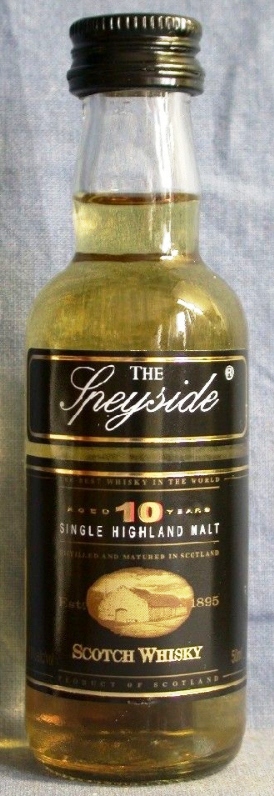 THE
Speyside ®
THE BEST WHISKY IN THE WORLD
AGED 10 YEARS
SINGLE HIGHLAND MALT
DISTILLED AND MATURED IN SCOTLAND
Estd 1895
SCOTCH WHISKY
PRODUCT OF SCOTLAND